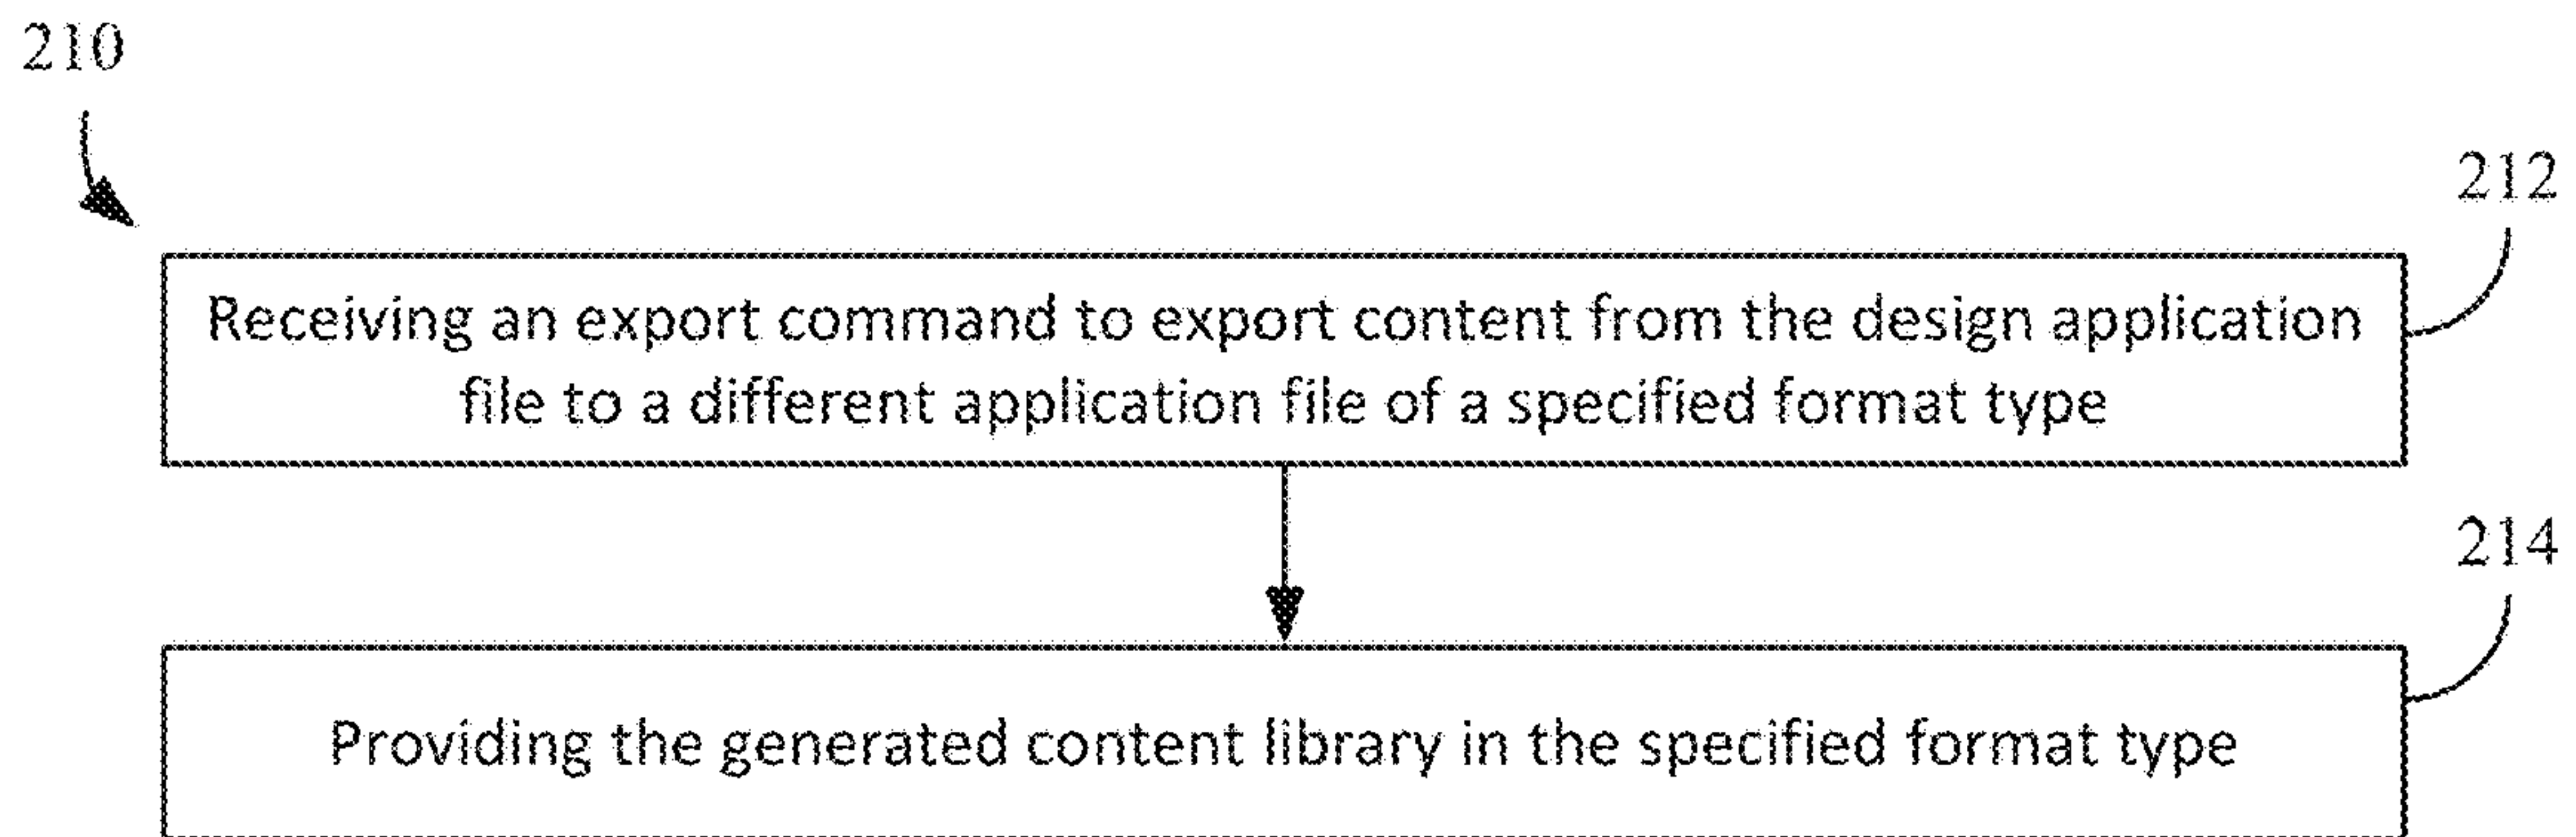 210
212
Receiving an export command to export content from the design application
file to a different application file of a specified format type
214
Providing the generated content library in the specified format type